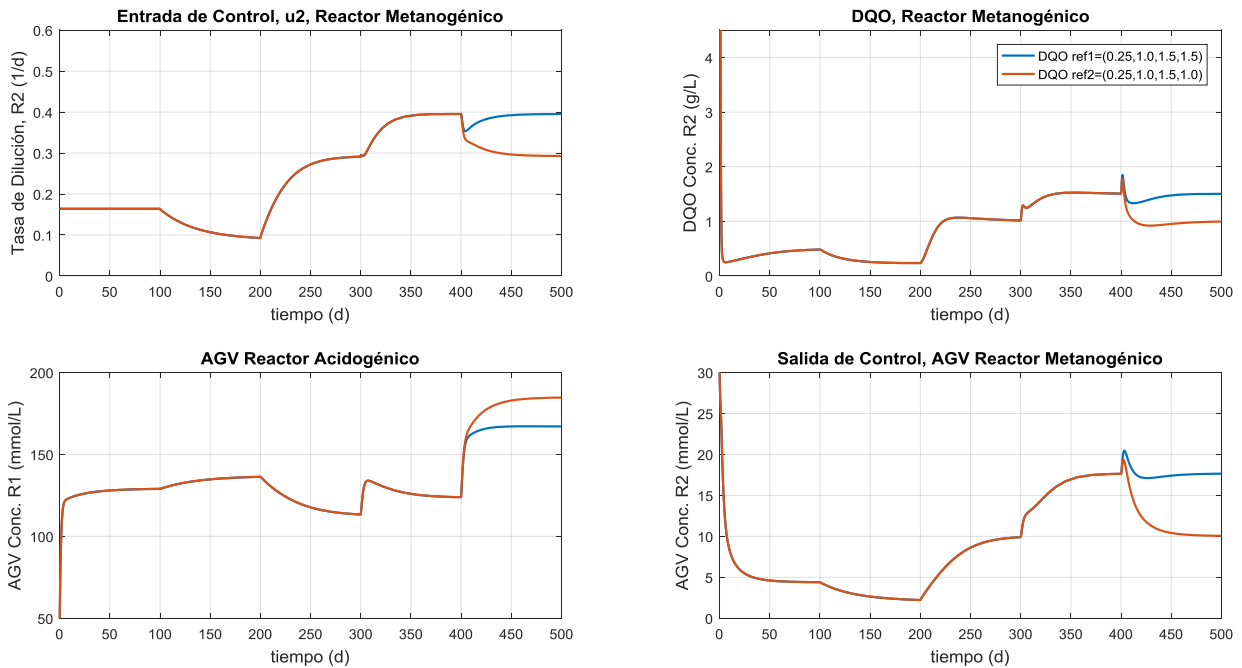 Entrada de Control, u2, Reactor Metanogénico
Tasa de Dilución, R2 (1/d)
0.6
0.5
0.4
0.3
0.2
0.1
0
0 50 100 150 200 250 300 350 400 450 500
tiempo (d)
DQO, Reactor Metanogénico
DQO Conc. R2 (g/L)
4
3
2
1
0
DQO ref1=(0.25,1.0,1.5,1.5)
DQO ref2=(0.25,1.0,1.5,1.0)
0 50 100 150 200 250 300 350 400 450 500
tiempo (d)
AGV Reactor Acidogénico
AGV Conc. R1 (mmol/L)
200
150
100
50
0 50 100 150 200 250 300 350 400 450 500
tiempo (d)
Salida de Control, AGV Reactor Metanogénico
AGV Conc. R2 (mmol/L)
30
25
20
15
10
5
0
0 50 100 150 200 250 300 350 400 450 500
tiempo (d)